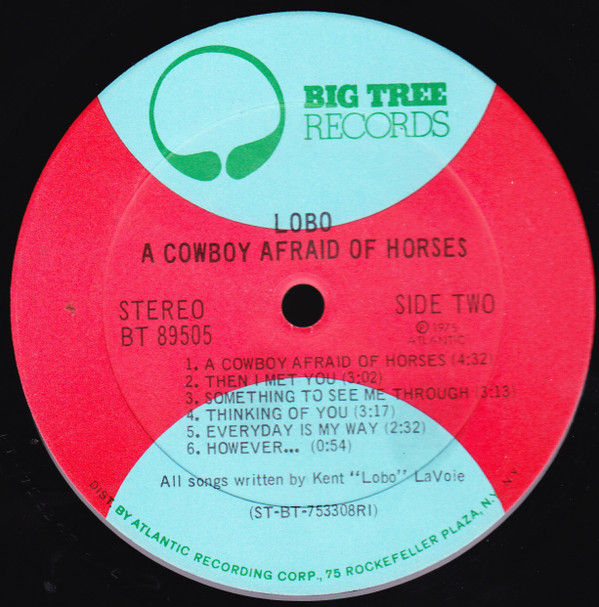 BIG TREE
RECORDS
LOBO
A COWBOY AFRAID OF HORSES
STEREO
BT 89505
SIDE TWO
© 1975
ATLANTIC
1. A COWBOY AFRAID OF HORSES (4:32)
2. THEN I MET YOU (3:02)
3. SOMETHING TO SEE ME THROUGH (3:13)
4. THINKING OF YOU (3:17)
5. EVERYDAY IS MY WAY (2:32)
6. HOWEVER... (0:54)
All songs written by Kent "Lobo" LaVoie
(ST-BT-753308RI)
DIST. BY ATLANTIC RECORDING CORP., 75 ROCKEFELLER PLAZA, N.Y. N.Y.